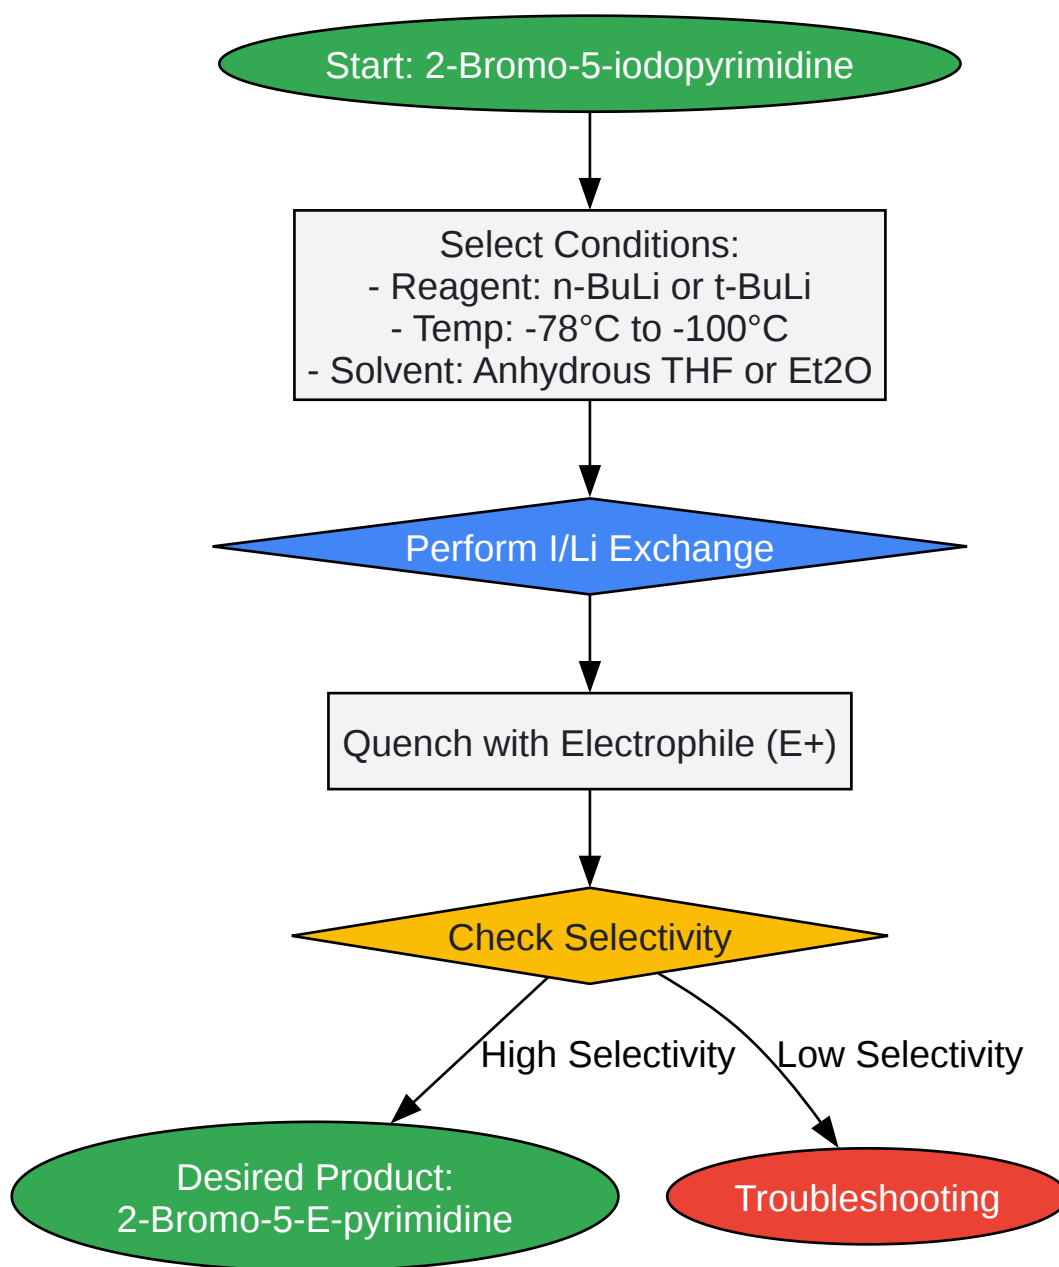 Start: 2-Bromo-5-iodopyrimidine
Select Conditions:
- Reagent: n-BuLi or t-BuLi
- Temp: -78°C to -100°C
- Solvent: Anhydrous THF or Et2O
Perform I/Li Exchange
Quench with Electrophile (E+)
Check Selectivity
High Selectivity
Low Selectivity
Desired Product:
2-Bromo-5-E-pyrimidine
Troubleshooting